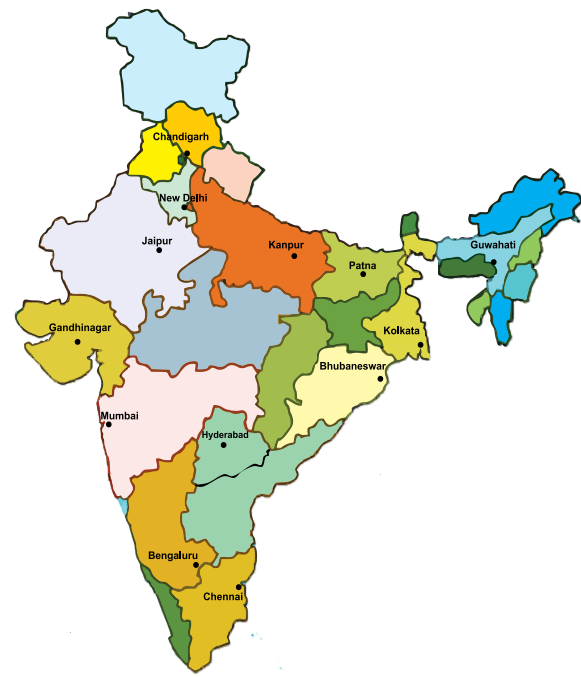 Chandigarh
New Delhi
Jaipur
Kanpur
Guwahati
Patna
Gandhinagar
Kolkata
Bhubaneswar
Mumbai
Hyderabad
Bengaluru
Chennai